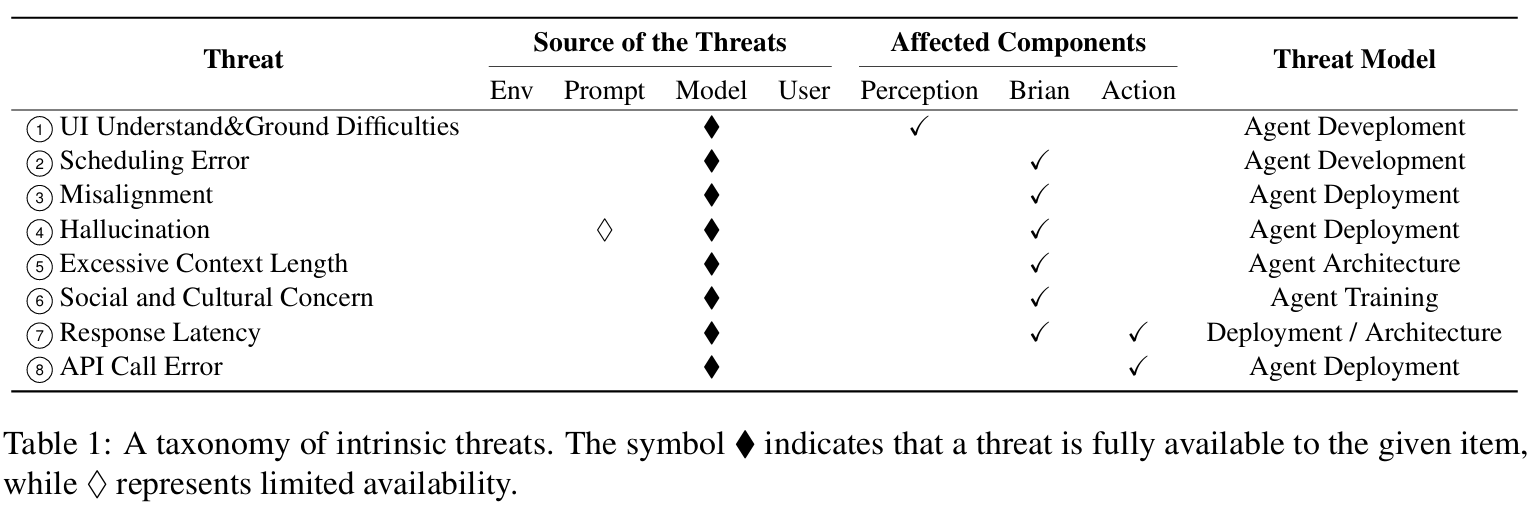 Threat Source of the Threats Affected Components Threat Model
Env Prompt Model User Perception Brian Action
① UI Understand&Ground Difficulties ♦ ✓ Agent Deveploment
② Scheduling Error ♦ ✓ Agent Development
③ Misalignment ♦ ✓ Agent Deployment
④ Hallucination ♢ ♦ ✓ Agent Deployment
⑤ Excessive Context Length ♦ ✓ Agent Architecture
⑥ Social and Cultural Concern ♦ ✓ Agent Training
⑦ Response Latency ♦ ✓ ✓ Deployment / Architecture
⑧ API Call Error ♦ ✓ Agent Deployment
Table 1: A taxonomy of intrinsic threats. The symbol ♦ indicates that a threat is fully available to the given item,
while ♢ represents limited availability.